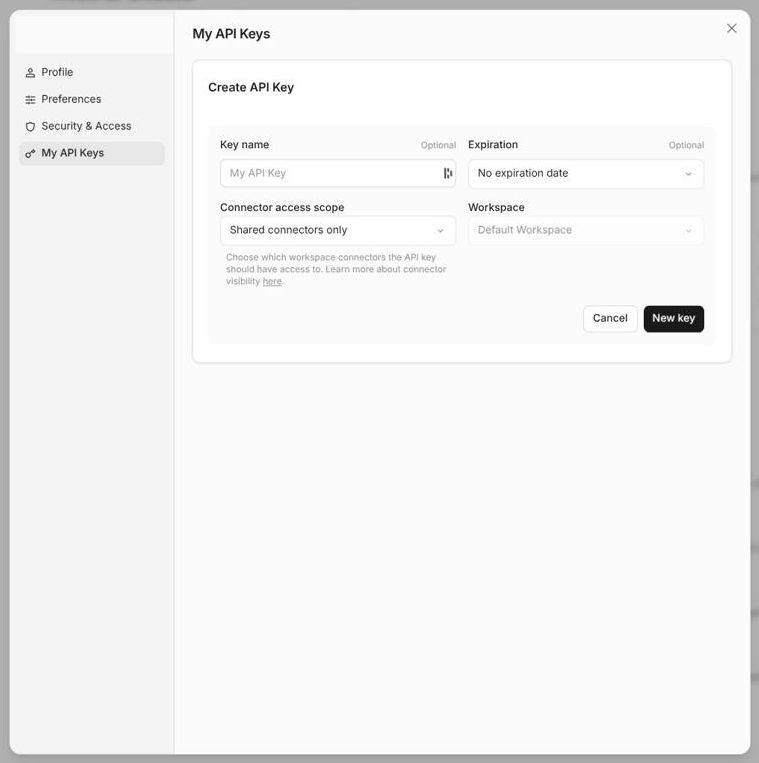 My API Keys
Profile
Preferences
Security & Access
My API Keys
Create API Key
Key name
Optional
Expiration
Optional
My API Key
No expiration date
Connector access scope
Workspace
Shared connectors only
Default Workspace
Choose which workspace connectors the API key
should have access to. Learn more about connector
visibility here.
Cancel
New key